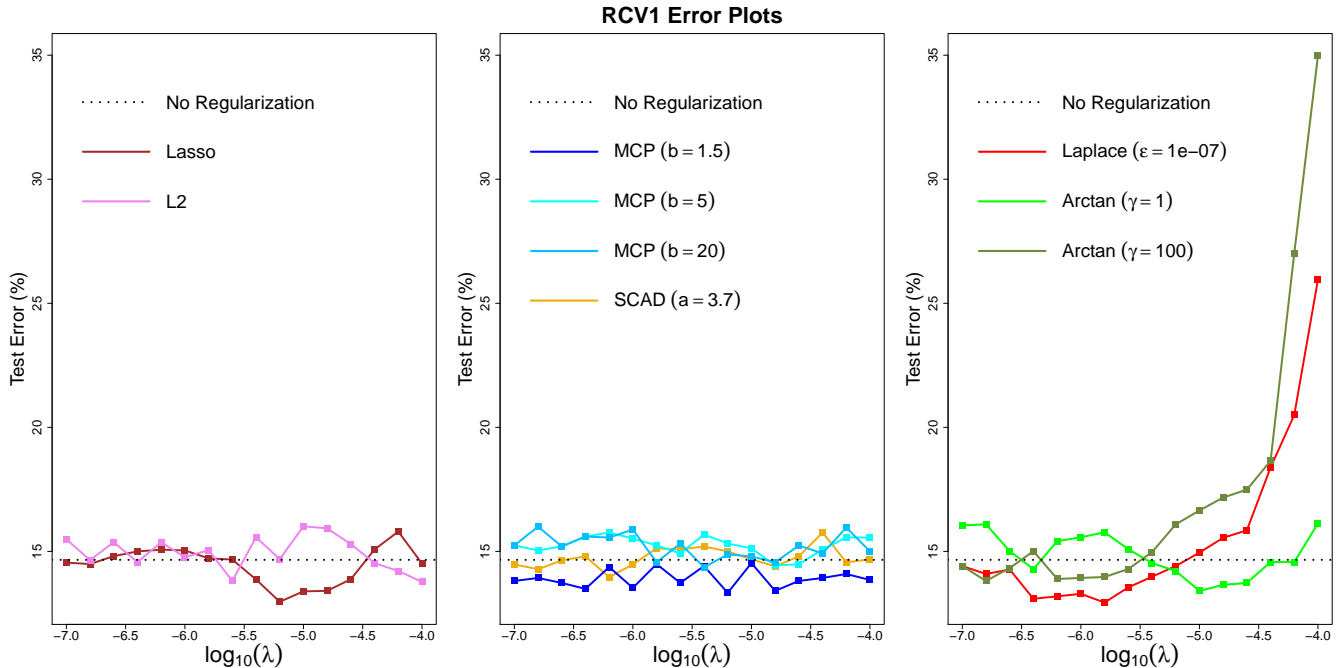 RCV1 Error Plots
Test Error (%)
35
30
25
20
15
No Regularization
Lasso
L2
−7.0 −6.5 −6.0 −5.5 −5.0 −4.5 −4.0
log10(λ)
Test Error (%)
35
30
25
20
15
No Regularization
MCP (b = 1.5)
MCP (b = 5)
MCP (b = 20)
SCAD (a = 3.7)
−7.0 −6.5 −6.0 −5.5 −5.0 −4.5 −4.0
log10(λ)
Test Error (%)
35
30
25
20
15
No Regularization
Laplace (ε = 1e−07)
Arctan (γ = 1)
Arctan (γ = 100)
−7.0 −6.5 −6.0 −5.5 −5.0 −4.5 −4.0
log10(λ)